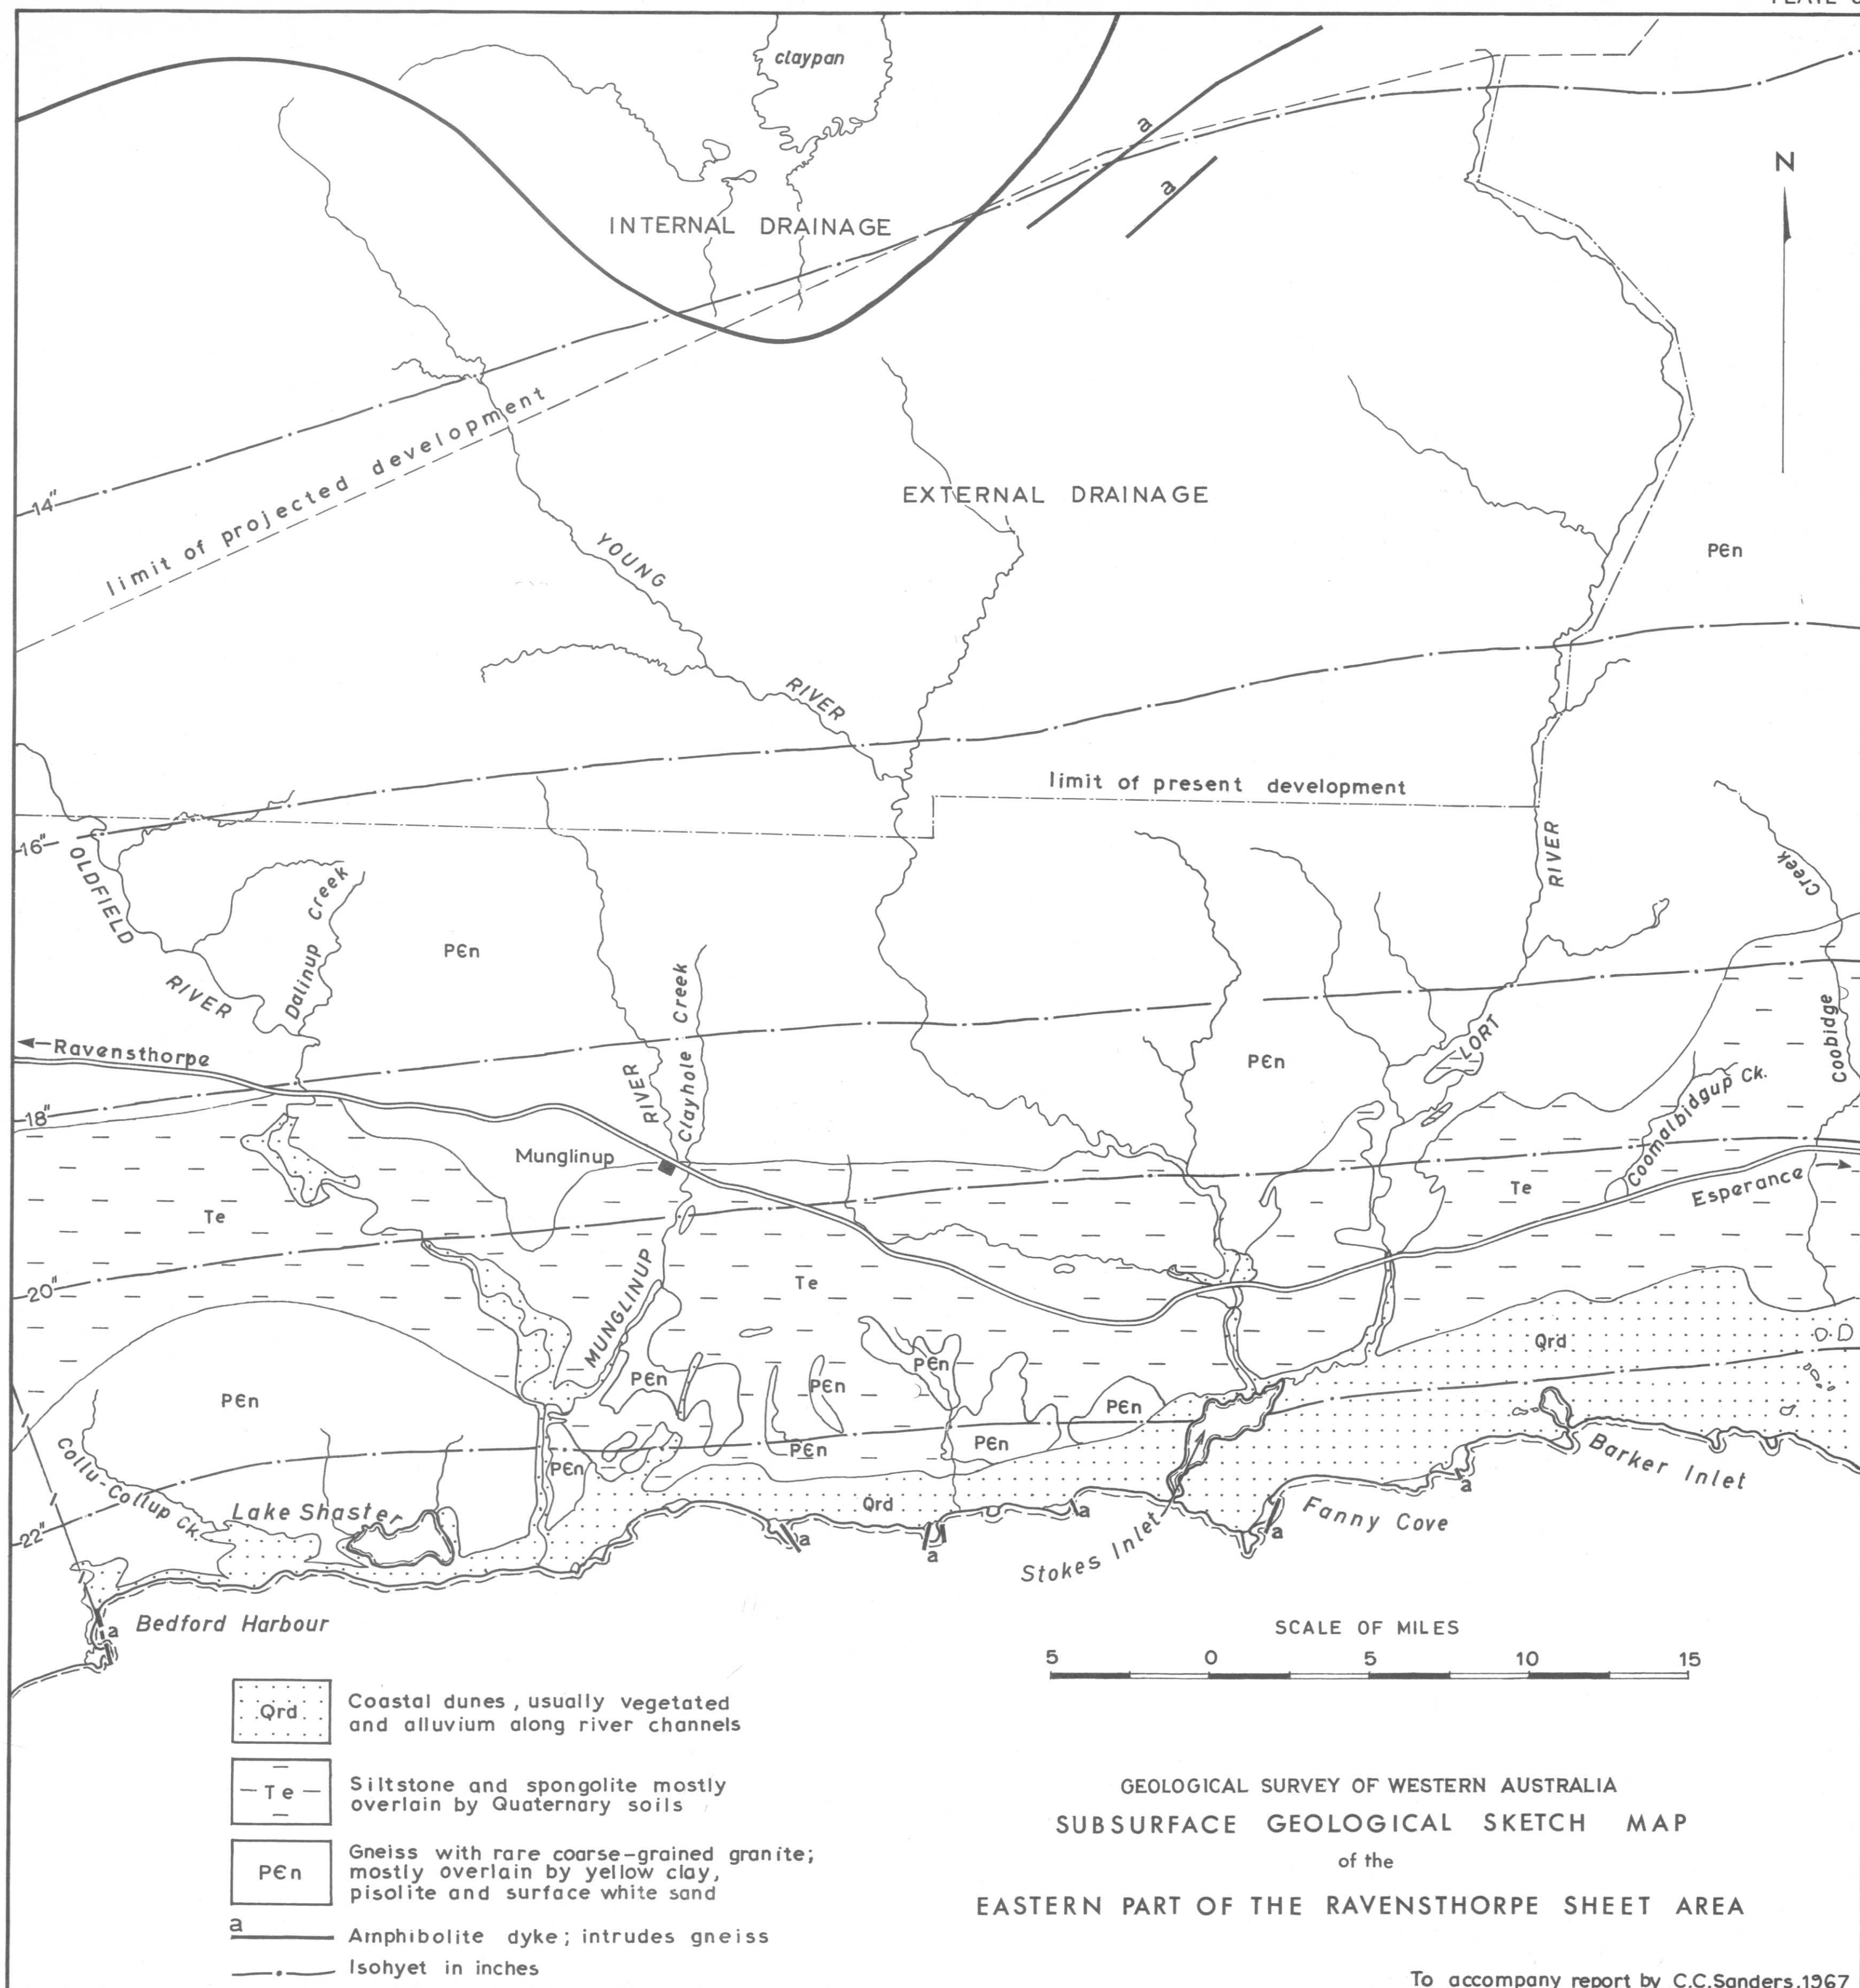 PLATE
claypan
a
a
N
INTERNAL DRAINAGE
limit of projected development
14"
EXTERNAL DRAINAGE
YOUNG
RIVER
PЄn
limit of present development
16"
OLDFIELD
RIVER
Dalinup Creek
PЄn
RIVER
Creek
Coobidge
Clayhole Creek
RIVER
MUNGLINUP
LORT
PЄn
Ravensthorpe
18"
Munglinup
Coomalbidgup Ck.
Esperance
Te
Te
Te
20"
Qrd
PЄn
PЄn
PЄn
PЄn
PЄn
PЄn
PЄn
PЄn
Collu-Collup Ck.
Lake Shaster
22"
Qrd
a
a
a
a
a
a
Barker Inlet
Fanny Cove
Stokes Inlet
Bedford Harbour
SCALE OF MILES
5 0 5 10 15
Qrd
Coastal dunes, usually vegetated
and alluvium along river channels
Te
Siltstone and spongolite mostly
overlain by Quaternary soils
PЄn
Gneiss with rare coarse-grained granite;
mostly overlain by yellow clay,
pisolite and surface white sand
a
Amphibolite dyke; intrudes gneiss
Isohyet in inches
GEOLOGICAL SURVEY OF WESTERN AUSTRALIA
SUBSURFACE GEOLOGICAL SKETCH MAP
of the
EASTERN PART OF THE RAVENSTHORPE SHEET AREA
To accompany report by C.C.Sanders,1967